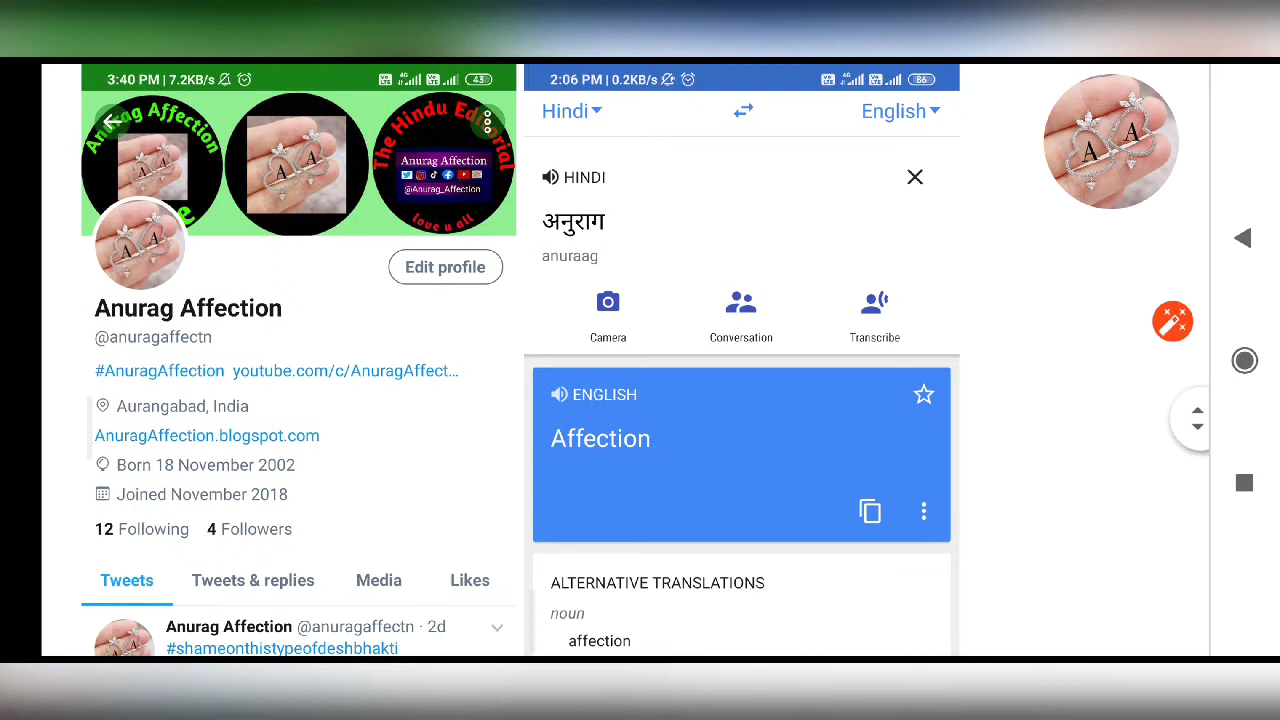 3:40 PM | 7.2KB/s
43
Anurag Affection
The Hindu Editorial
Anurag Affection
@Anurag_Affection
love u all
A A
Edit profile
Anurag Affection
@anuragaffectn
#AnuragAffection youtube.com/c/AnuragAffect...
Aurangabad, India
AnuragAffection.blogspot.com
Born 18 November 2002
Joined November 2018
12 Following 4 Followers
Tweets Tweets & replies Media Likes
Anurag Affection @anuragaffectn · 2d
#shameonthistypeofdeshbhakti
2:06 PM | 0.2KB/s
86
Hindi English
HINDI
अनुराग
anuraag
Camera Conversation Transcribe
ENGLISH
Affection
ALTERNATIVE TRANSLATIONS
noun
affection
A A